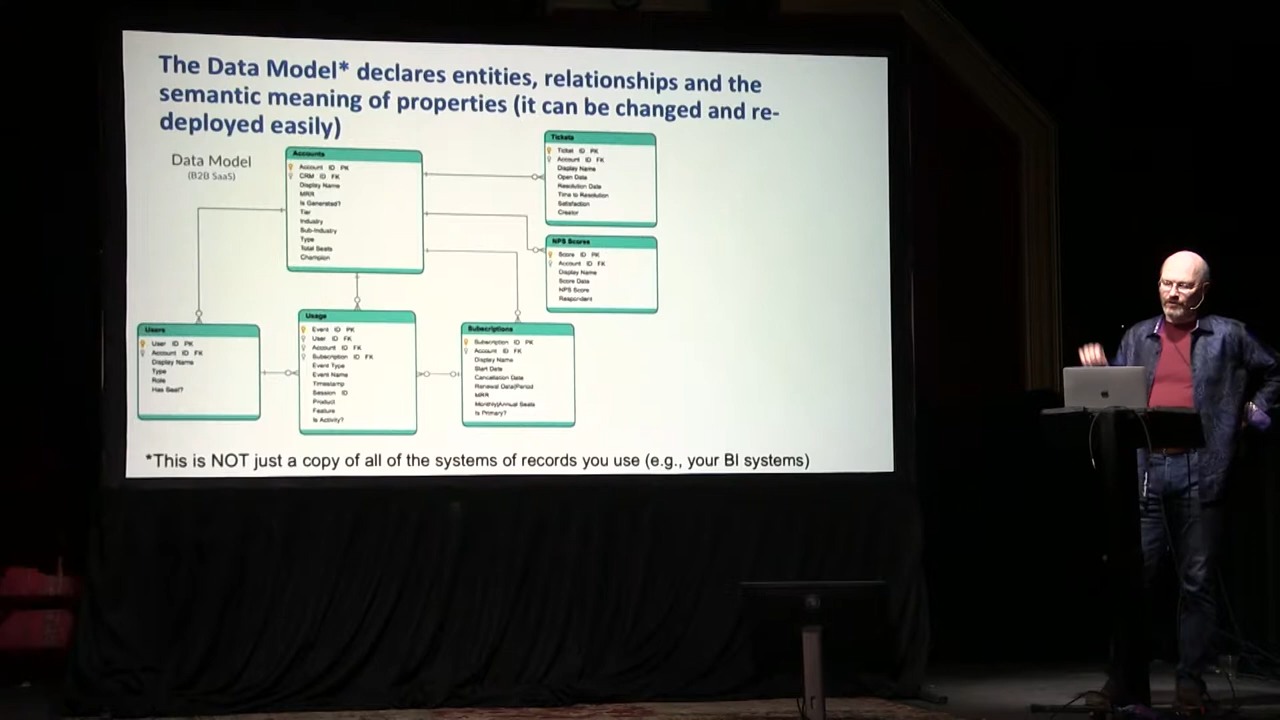 The Data Model* declares entities, relationships and the
semantic meaning of properties (it can be changed and re-
deployed easily)
Data Model
(B2B SaaS)
Accounts
Account ID PK
CRM ID FK
Display Name
MRR
Is Generated?
Tier
Industry
Sub-Industry
Type
Total Seats
Champion
Tickets
Ticket ID PK
Account ID FK
Display Name
Open Date
Resolution Date
Time to Resolution
Satisfaction
Creator
NPS Scores
Score ID PK
Account ID FK
Display Name
Score Date
NPS Score
Respondent
Users
User ID PK
Account ID FK
Display Name
Type
Role
Has Seat?
Usage
Event ID PK
User ID FK
Account ID FK
Subscription ID FK
Event Type
Event Name
Timestamp
Session ID
Product
Feature
Is Activity?
Subscriptions
Subscription ID PK
Account ID FK
Display Name
Start Date
Cancellation Date
Renewal Date/Period
MRR
Monthly/Annual Seats
Is Primary?
*This is NOT just a copy of all of the systems of records you use (e.g., your BI systems)